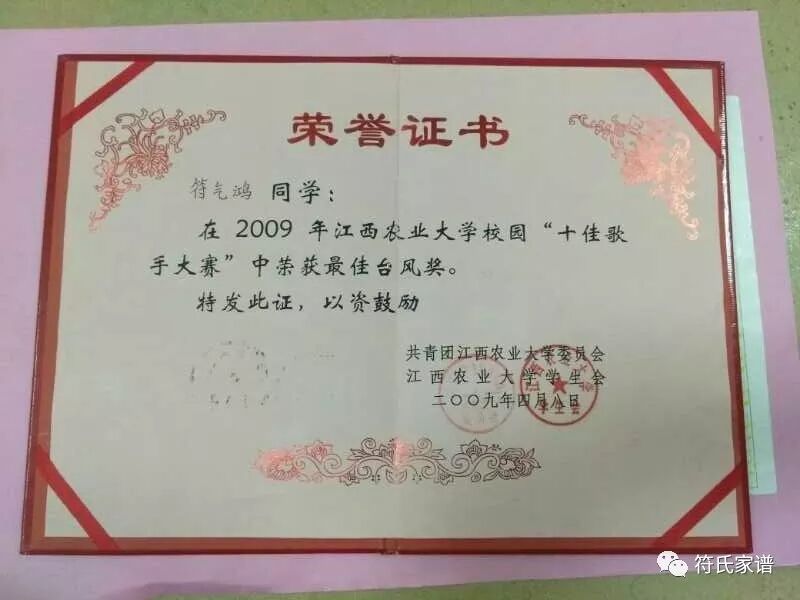 荣誉证书
符气鸿 同学：
在 2009 年江西农业大学校园“十佳歌
手大赛”中荣获最佳台风奖。
特发此证，以资鼓励
共青团江西农业大学委员会
江西农业大学学生会
二〇〇九年四月八日
符氏家谱